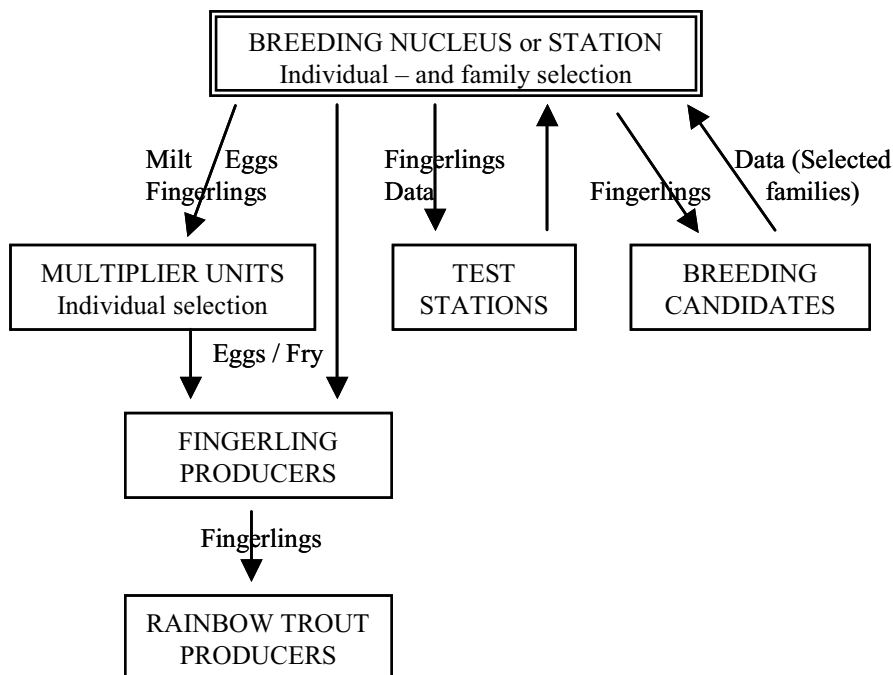 BREEDING NUCLEUS or STATION
Individual – and family selection
Milt Eggs
Fingerlings
Fingerlings
Data
Fingerlings
Data (Selected
families)
MULTIPLIER UNITS
Individual selection
TEST
STATIONS
BREEDING
CANDIDATES
Eggs / Fry
FINGERLING
PRODUCERS
Fingerlings
RAINBOW TROUT
PRODUCERS